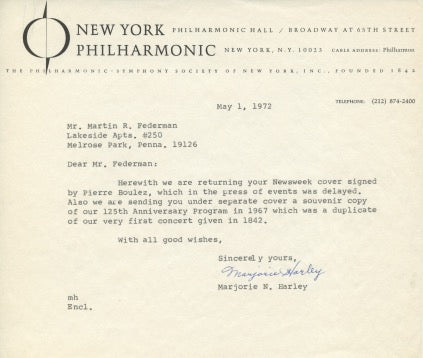 NEW YORK PHILHARMONIC
PHILHARMONIC HALL / BROADWAY AT 65TH STREET
NEW YORK, N.Y. 10023 CABLE ADDRESS: Philharmon
THE PHILHARMONIC-SYMPHONY SOCIETY OF NEW YORK, INC., FOUNDED 1842
TELEPHONE: (212) 874-2400
May 1, 1972
Mr. Martin R. Federman
Lakeside Apts. #250
Melrose Park, Penna. 19126
Dear Mr. Federman:
Herewith we are returning your Newsweek cover signed
by Pierre Boulez, which in the press of events was delayed.
Also we are sending you under separate cover a souvenir copy
of our 125th Anniversary Program in 1967 which was a duplicate
of our very first concert given in 1842.
With all good wishes,
Sincerely yours,
Marjorie Harley
Marjorie N. Harley
mh
Encl.